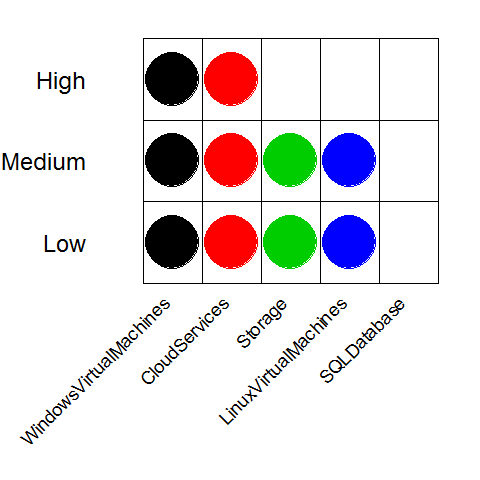 High
Medium
Low
WindowsVirtualMachines
CloudServices
Storage
LinuxVirtualMachines
SQLDatabase